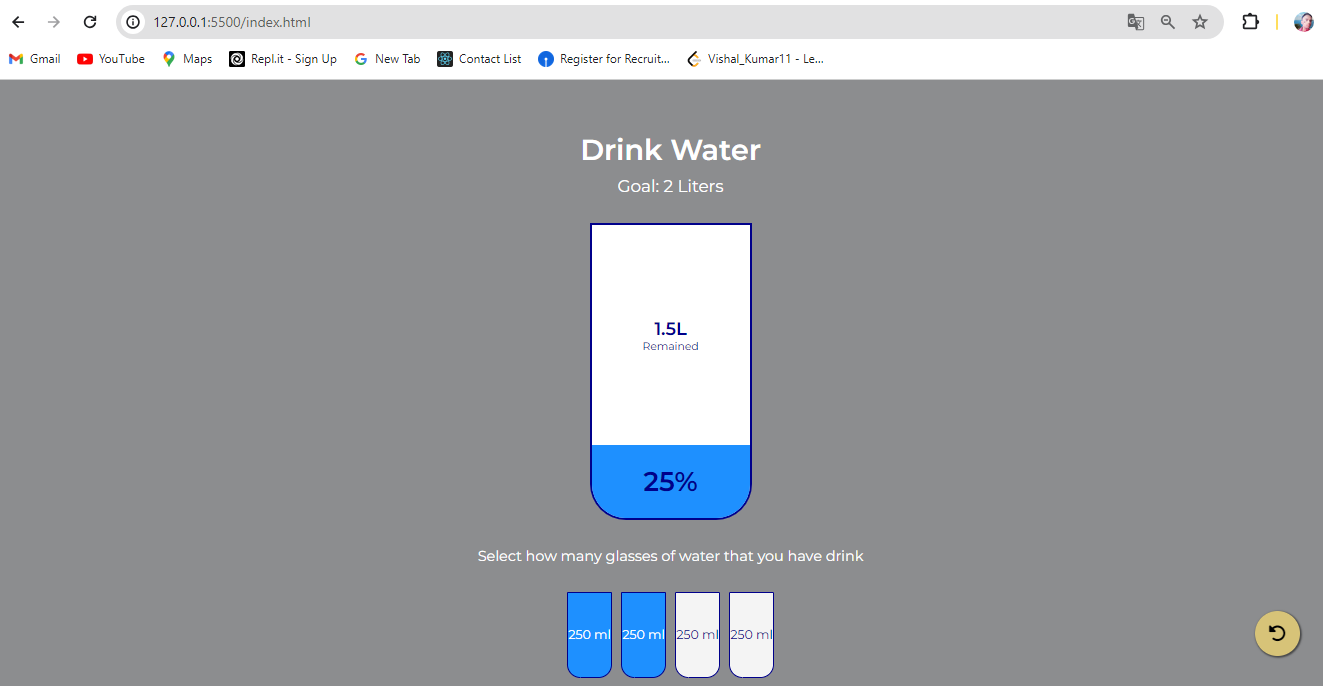 127.0.0.1:5500/index.html
Gmail YouTube Maps Repl.it - Sign Up New Tab Contact List Register for Recruit... Vishal_Kumar11 - Le...
Drink Water
Goal: 2 Liters
1.5L
Remained
25%
Select how many glasses of water that you have drink
250 ml 250 ml 250 ml 250 ml